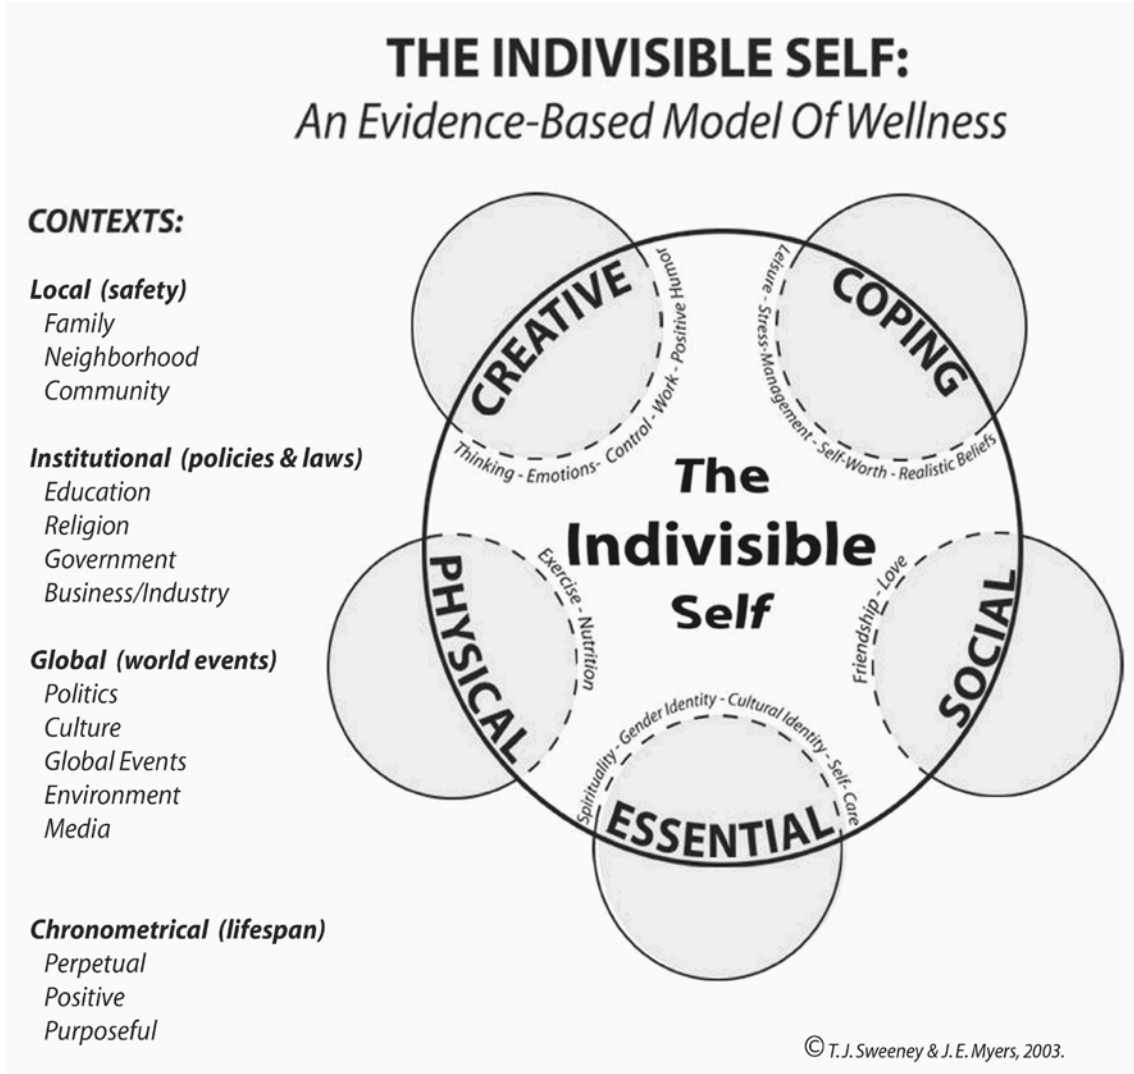 THE INDIVISIBLE SELF:
An Evidence-Based Model Of Wellness
CONTEXTS:
Local (safety)
Family
Neighborhood
Community
Institutional (policies & laws)
Education
Religion
Government
Business/Industry
Global (world events)
Politics
Culture
Global Events
Environment
Media
Chronometrical (lifespan)
Perpetual
Positive
Purposeful
CREATIVE
Thinking - Emotions- Control - Work - Positive Humor
COPING
Leisure - Stress-Management - Self-Worth - Realistic Beliefs
The
Indivisible
Self
PHYSICAL
Exercise - Nutrition
SOCIAL
Friendship - Love
Spirituality - Gender Identity - Cultural Identity - Self- Care
ESSENTIAL
© T. J. Sweeney & J. E. Myers, 2003.